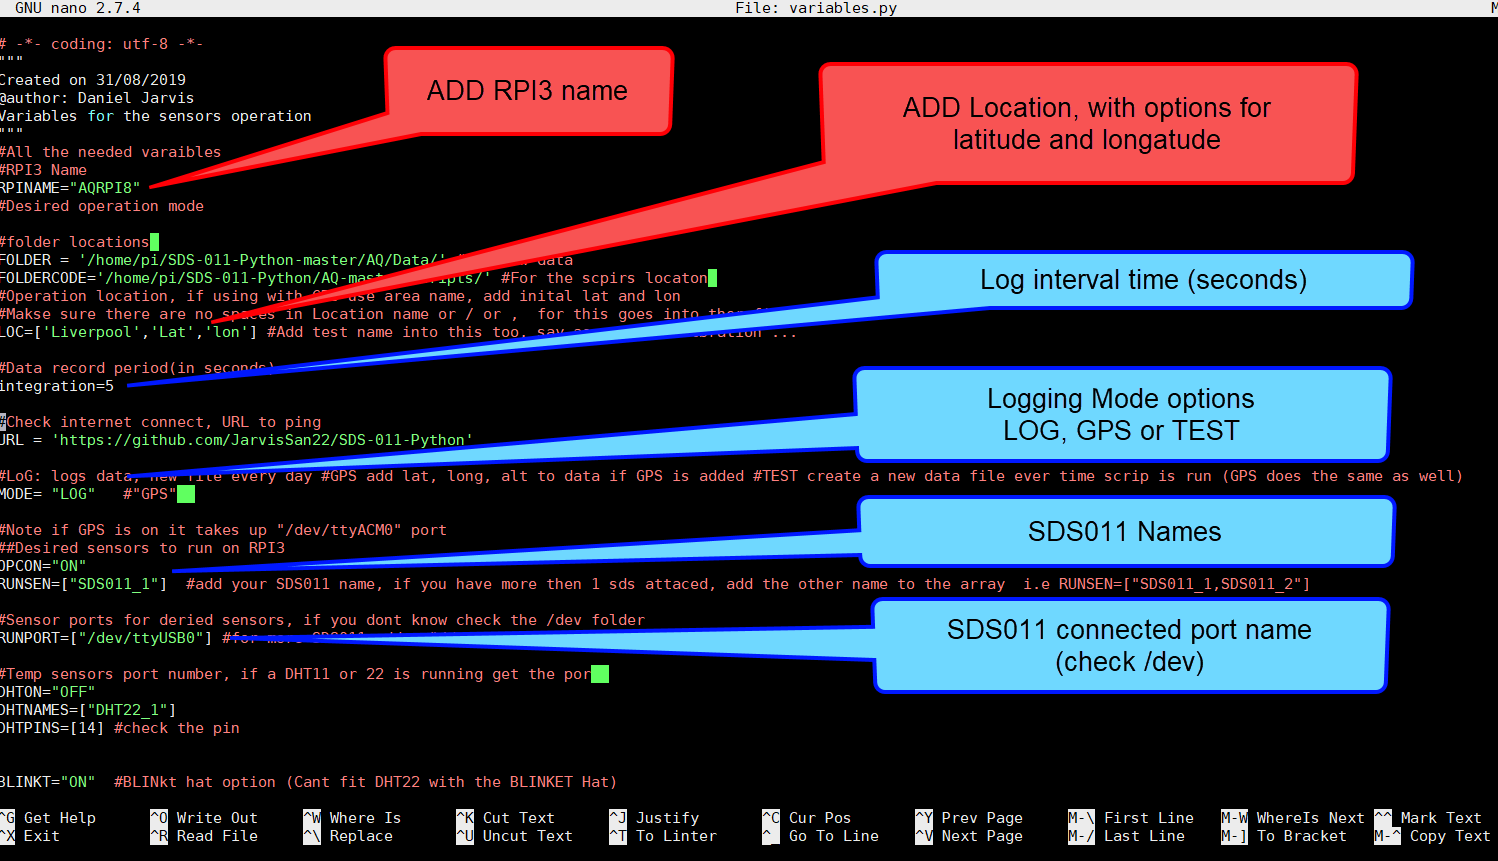 GNU nano 2.7.4 File: variables.py M
# -*- coding: utf-8 -*-
"""
Created on 31/08/2019
@author: Daniel Jarvis
Variables for the sensors operation
"""
#All the needed varaibles
#RPI3 Name
RPINAME="AQRPI8"
#Desired operation mode
#folder locations
FOLDER = '/home/pi/SDS-011-Python-master/AQ/Data/' data
FOLDERCODE='/home/pi/SDS-011-Python/AQ-master/ #For the scpirs locaton
#Operation location, if using with use area name, add inital lat and lon
#Makse sure there are no spaces in Location name or / or , for this goes into
LOC=['Liverpool','Lat','lon'] #Add test name into this too, say ...
#Data record period(in seconds)
integration=5
#Check internet connect, URL to ping
URL = 'https://github.com/JarvisSan22/SDS-011-Python'
#LoG: logs data, new file every day #GPS add lat, long, alt to data if GPS is added #TEST create a new data file ever time scrip is run (GPS does the same as well)
MODE= "LOG" #"GPS"
#Note if GPS is on it takes up "/dev/ttyACM0" port
##Desired sensors to run on RPI3
OPCON="ON"
RUNSEN=["SDS011_1"] #add your SDS011 name, if you have more then 1 sds attaced, add the other name to the array i.e RUNSEN=["SDS011_1,SDS011_2"]
#Sensor ports for deried sensors, if you dont know check the /dev folder
RUNPORT=["/dev/ttyUSB0"] #for more
#Temp sensors port number, if a DHT11 or 22 is running get the por
DHTON="OFF"
DHTNAMES=["DHT22_1"]
DHTPINS=[14] #check the pin
BLINKT="ON" #BLINkt hat option (Cant fit DHT22 with the BLINKET Hat)
ADD RPI3 name
ADD Location, with options for
latitude and longatude
Log interval time (seconds)
Logging Mode options
LOG, GPS or TEST
SDS011 Names
SDS011 connected port name
(check /dev)
^G Get Help ^O Write Out ^W Where Is ^K Cut Text ^J Justify ^C Cur Pos ^Y Prev Page M-\ First Line M-W WhereIs Next ^^ Mark Text
^X Exit ^R Read File ^\ Replace ^U Uncut Text ^T To Linter ^_ Go To Line ^V Next Page M-/ Last Line M-] To Bracket M-^ Copy Text